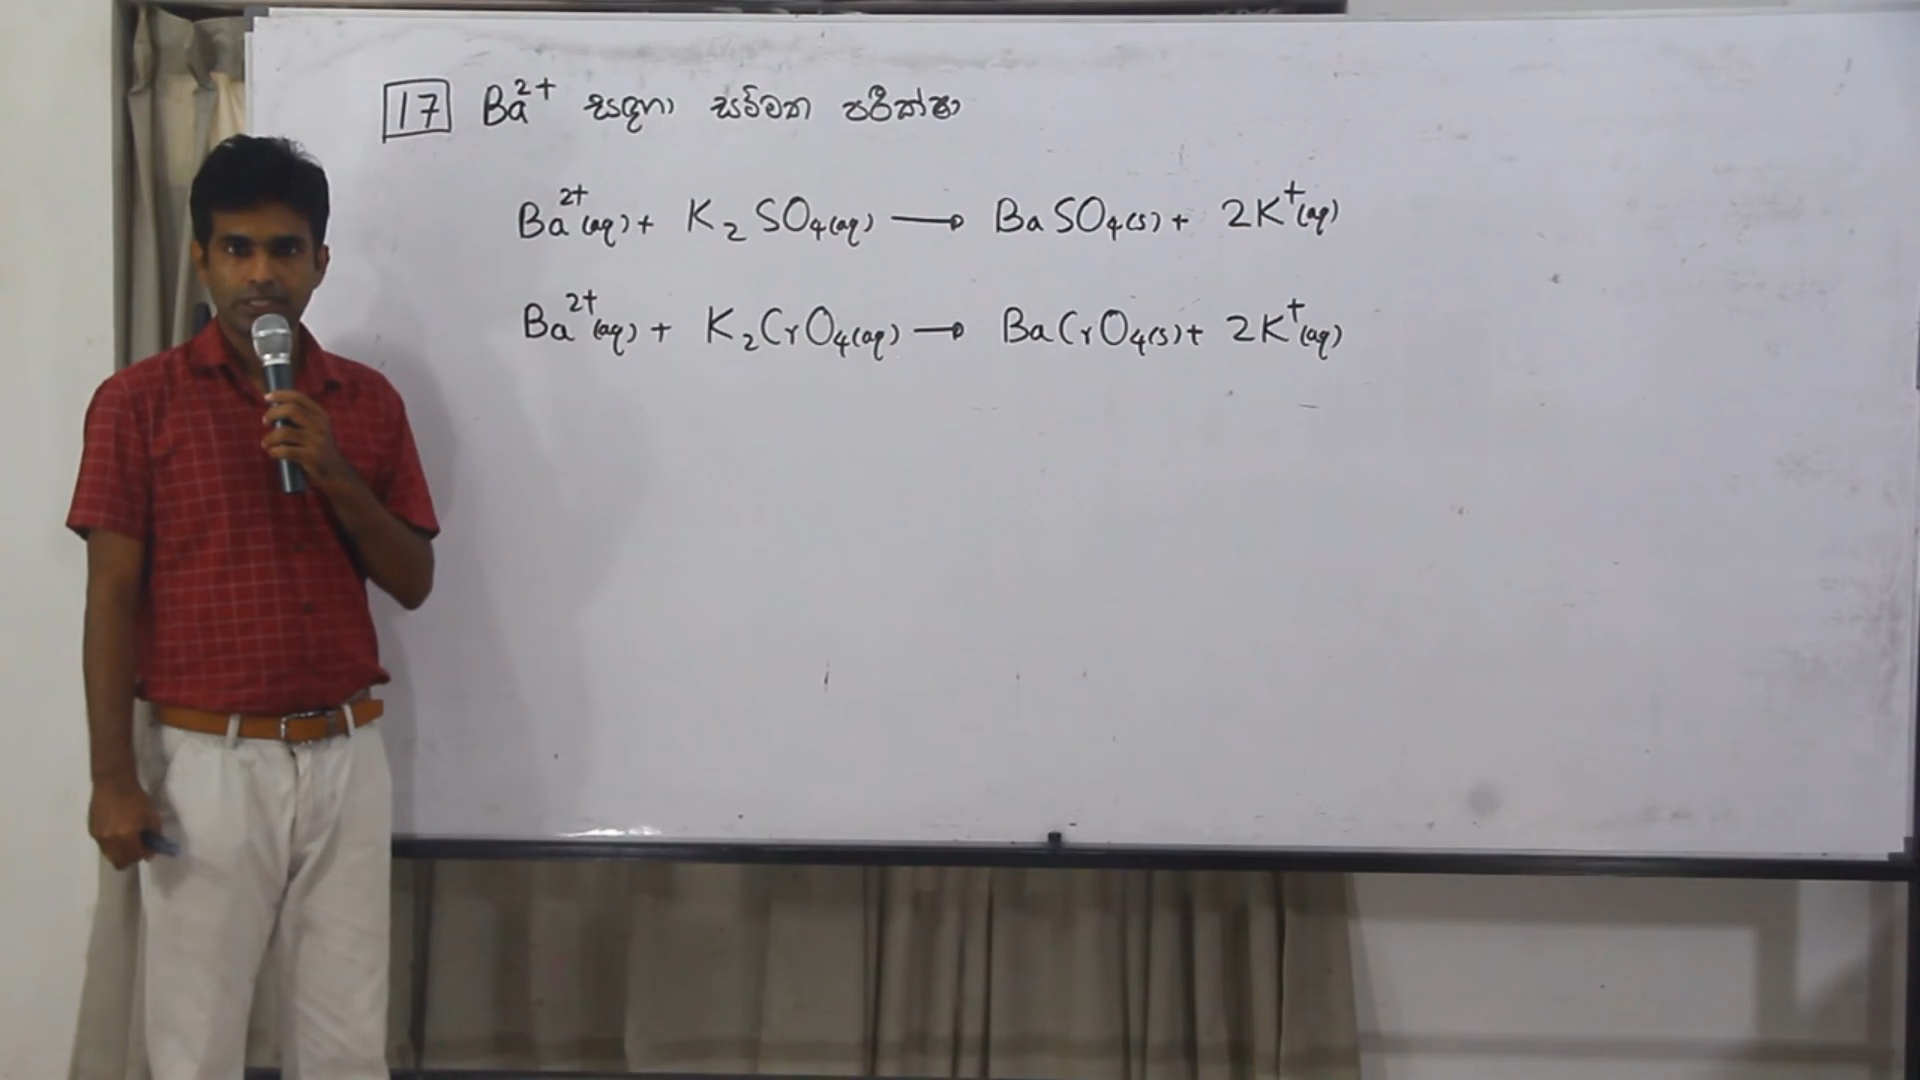 17 Ba²⁺ සඳහා සම්මත පරීක්ෂා
Ba²⁺(aq) + K₂SO₄(aq) → BaSO₄(s) + 2K⁺(aq)
Ba²⁺(aq) + K₂CrO₄(aq) → BaCrO₄(s) + 2K⁺(aq)